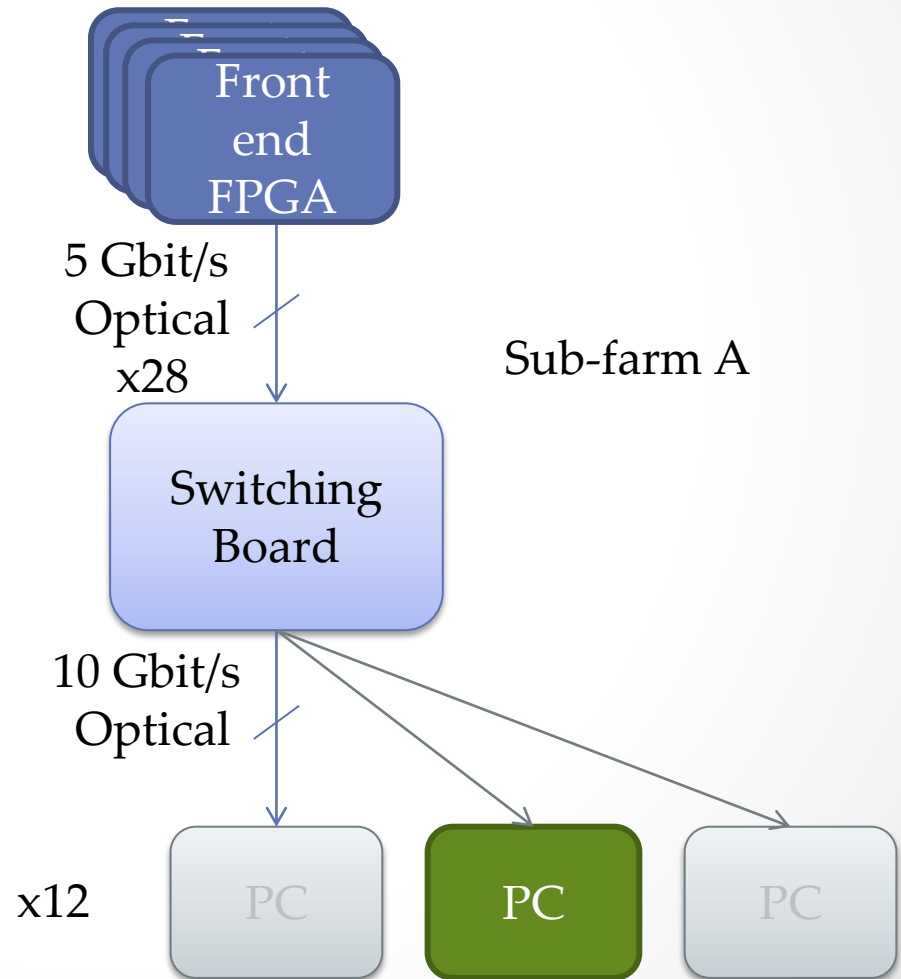 Front
end
FPGA
5 Gbit/s
Optical
x28
Sub-farm A
Switching
Board
10 Gbit/s
Optical
x12
PC
PC
PC